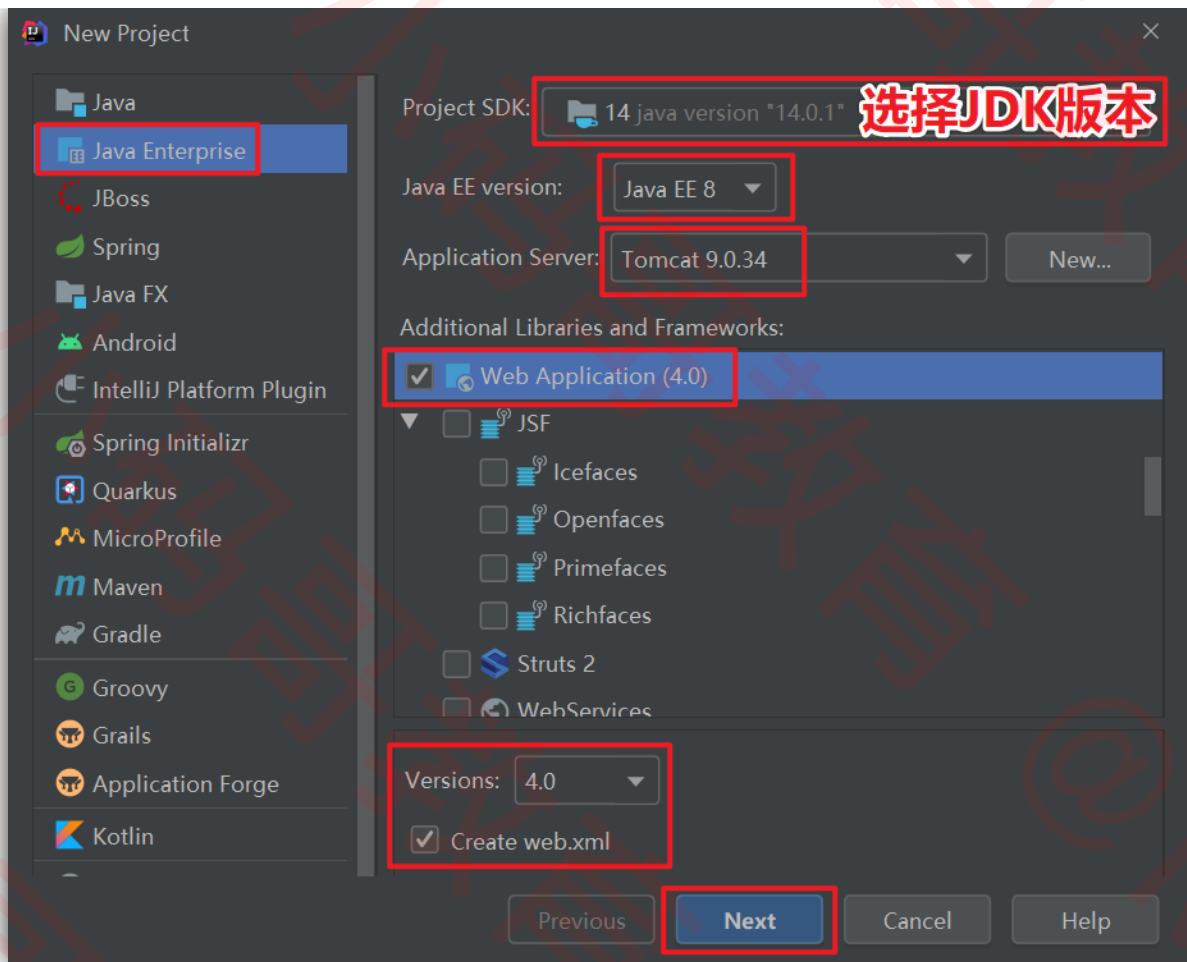 New Project
Java
Java Enterprise
JBoss
Spring
Java FX
Android
IntelliJ Platform Plugin
Spring Initializr
Quarkus
MicroProfile
Maven
Gradle
Groovy
Grails
Application Forge
Kotlin
Project SDK: 14 java version "14.0.1" 选择JDK版本
Java EE version: Java EE 8
Application Server: Tomcat 9.0.34 New...
Additional Libraries and Frameworks:
Web Application (4.0)
JSF
Icefaces
Openfaces
Primefaces
Richfaces
Struts 2
WebServices
Versions: 4.0
Create web.xml
Previous Next Cancel Help